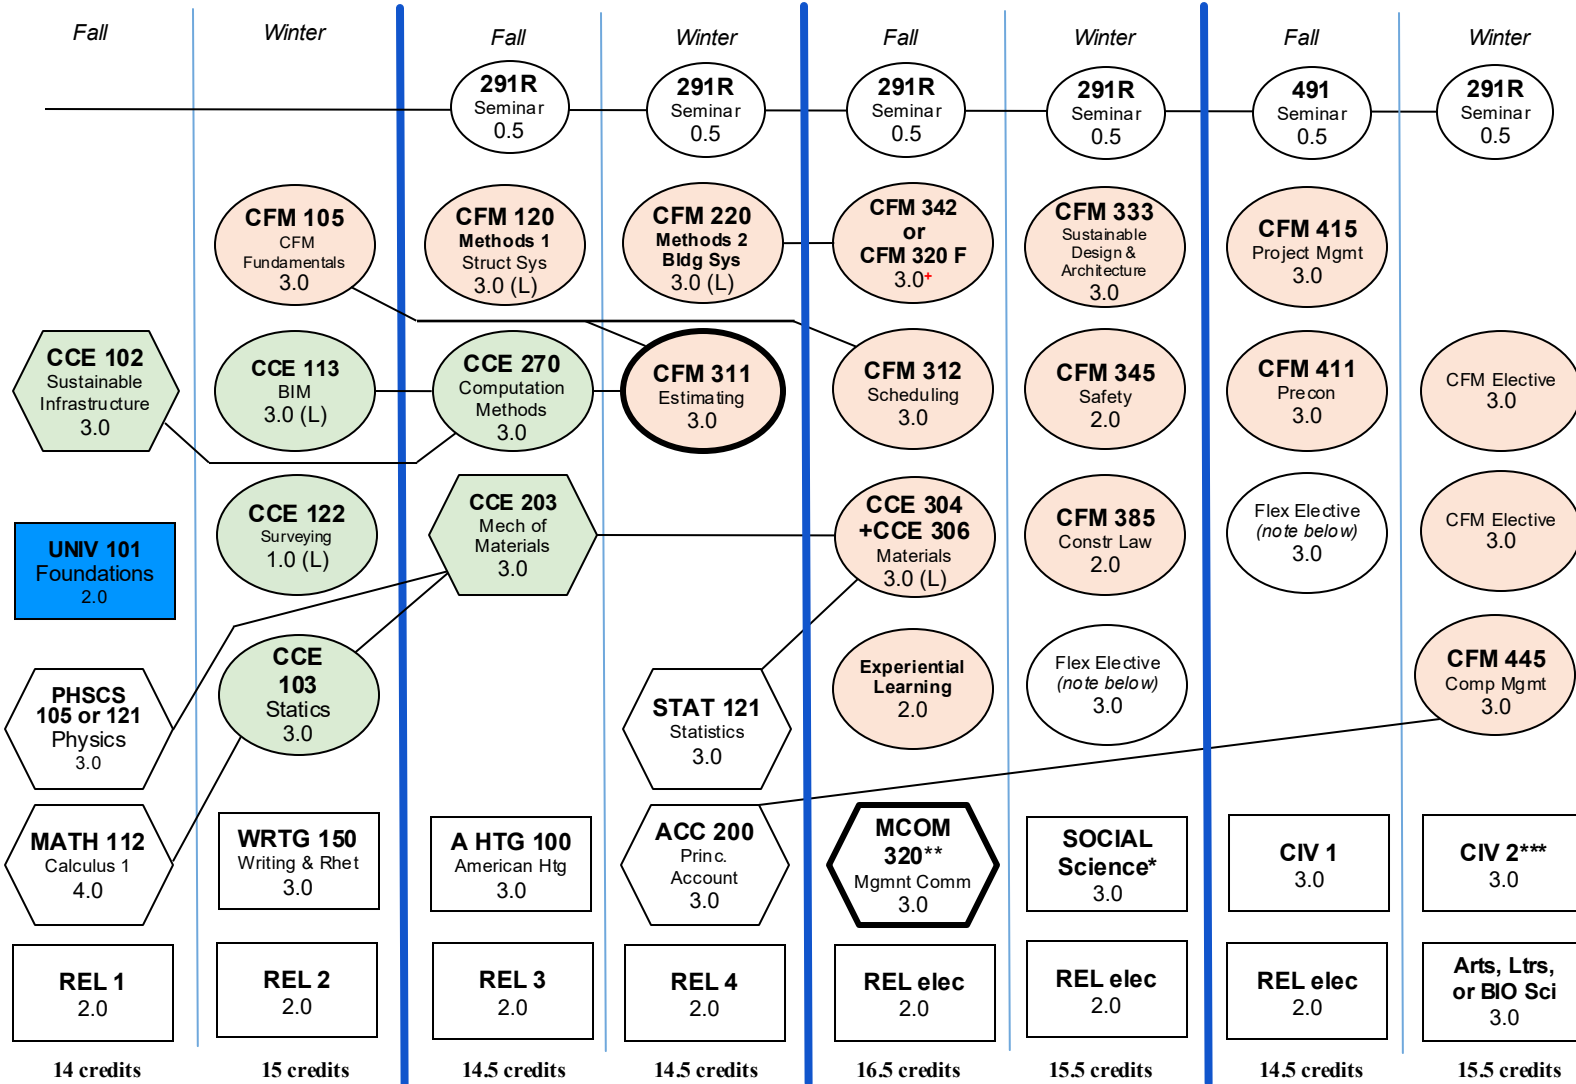 Fall
Winter
Fall
Winter
Fall
Winter
Fall
Winter
291R
Seminar
0.5
291R
Seminar
0.5
291R
Seminar
0.5
291R
Seminar
0.5
491
Seminar
0.5
291R
Seminar
0.5
CFM 105
CFM
Fundamentals
3.0
CFM 120
Methods 1
Struct Sys
3.0 (L)
CFM 220
Methods 2
Bldg Sys
3.0 (L)
CFM 342
or
CFM 320 F
3.0+
CFM 333
Sustainable
Design &
Architecture
3.0
CFM 415
Project Mgmt
3.0
CCE 102
Sustainable
Infrastructure
3.0
CCE 113
BIM
3.0 (L)
CCE 270
Computation
Methods
3.0
CFM 311
Estimating
3.0
CFM 312
Scheduling
3.0
CFM 345
Safety
2.0
CFM 411
Precon
3.0
CFM Elective
3.0
UNIV 101
Foundations
2.0
CCE 122
Surveying
1.0 (L)
CCE 203
Mech of
Materials
3.0
CCE 304
+CCE 306
Materials
3.0 (L)
CFM 385
Constr Law
2.0
Flex Elective
(note below)
3.0
CFM Elective
3.0
PHSCS
105 or 121
Physics
3.0
CCE
103
Statics
3.0
STAT 121
Statistics
3.0
Experiential
Learning
2.0
Flex Elective
(note below)
3.0
CFM 445
Comp Mgmt
3.0
MATH 112
Calculus 1
4.0
WRTG 150
Writing & Rhet
3.0
A HTG 100
American Htg
3.0
ACC 200
Princ.
Account
3.0
MCOM
320**
Mgmnt Comm
3.0
SOCIAL
Science*
3.0
CIV 1
3.0
CIV 2***
3.0
REL 1
2.0
REL 2
2.0
REL 3
2.0
REL 4
2.0
REL elec
2.0
REL elec
2.0
REL elec
2.0
Arts, Ltrs,
or BIO Sci
3.0
14 credits
15 credits
14.5 credits
14.5 credits
16.5 credits
15.5 credits
14.5 credits
15.5 credits